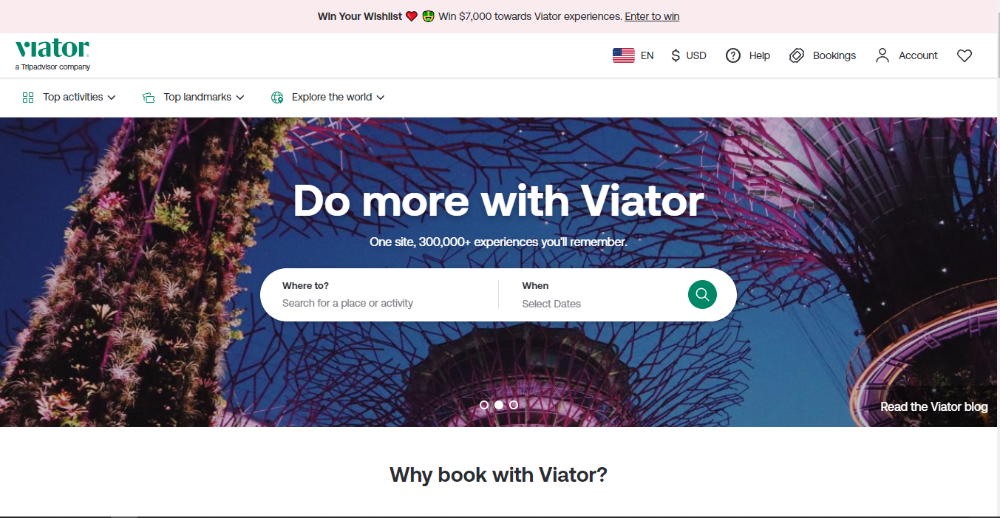 Win Your Wishlist ❤️ 🤑 Win $7,000 towards Viator experiences. Enter to win
viator.
a Tripadvisor company
EN
$ USD
? Help
Bookings
Account
Top activities
Top landmarks
Explore the world
Do more with Viator
One site, 300,000+ experiences you'll remember.
Where to?
Search for a place or activity
When
Select Dates
Read the Viator blog
Why book with Viator?